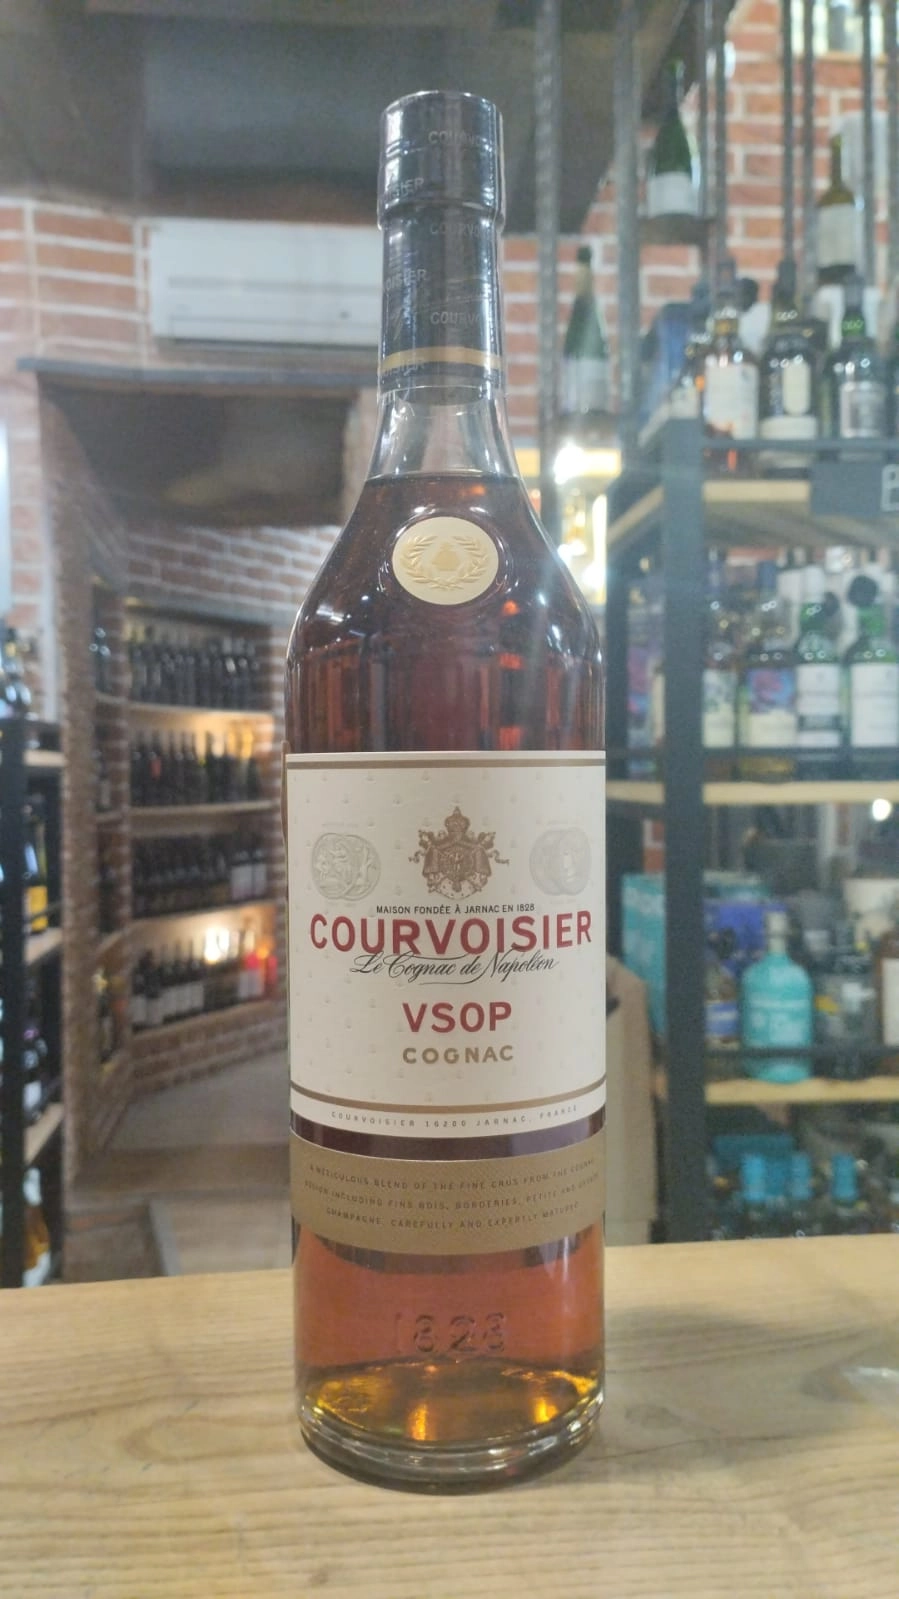 COURVOISIER
COURVOISIER
MAISON FONDÉE À JARNAC EN 1828
COURVOISIER
Le Cognac de Napoléon
VSOP
COGNAC
COURVOISIER 16200 JARNAC, FRANCE
A METICULOUS BLEND OF THE FINE CRUS FROM THE COGNAC
REGION INCLUDING FINS BOIS, BORDERIES, PETITE AND GRANDE
CHAMPAGNE, CAREFULLY AND EXPERTLY MATURED
1828